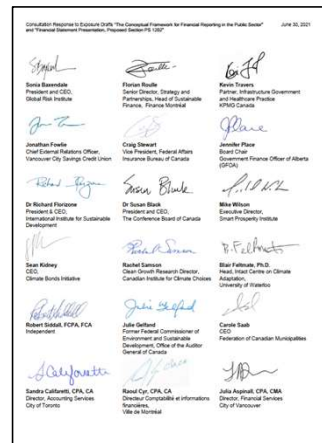 Consultation Response to Exposure Drafts "The Conceptual Framework for Financial Reporting in the Public Sector" June 30, 2021
and "Financial Statement Presentation, Proposed Section PS 1202"
Sonia Baxendale
President and CEO,
Global Risk Institute
Florian Roulle
Senior Director, Strategy and
Partnerships, Head of Sustainable
Finance, Finance Montréal
Kevin Travers
Partner, Infrastructure Government
and Healthcare Practice
KPMG Canada
Jonathan Fowlie
Chief External Relations Officer,
Vancouver City Savings Credit Union
Craig Stewart
Vice President, Federal Affairs
Insurance Bureau of Canada
Jennifer Place
Board Chair
Government Finance Officer of Alberta
(GFOA)
Dr Richard Florizone
President & CEO,
International Institute for Sustainable
Development
Dr Susan Black
President and CEO,
The Conference Board of Canada
Mike Wilson
Executive Director,
Smart Prosperity Institute
Sean Kidney
CEO,
Climate Bonds Initiative
Rachel Samson
Clean Growth Research Director,
Canadian Institute for Climate Choices
B. Feltmate
Blair Feltmate, Ph.D.
Head, Intact Centre on Climate
Adaptation,
University of Waterloo
Robert Siddall, FCPA, FCA
Independent
Julie Gelfand
Julie Gelfand
Former Federal Commissioner of
Environment and Sustainable
Development, Office of the Auditor
General of Canada
Carole Saab
CEO
Federation of Canadian Municipalities
S Califaretti
Sandra Califaretti, CPA, CA
Director, Accounting Services
City of Toronto
Raoul Cyr, CPA, CA
Directeur Comptabilité et informations
financières,
Ville de Montréal
Julia Aspinall, CPA, CMA
Director, Financial Services
City of Vancouver